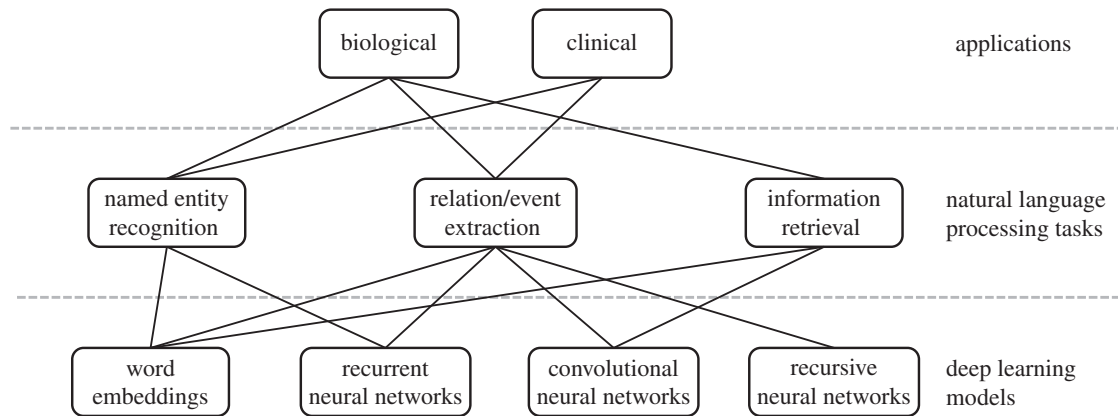 biological
clinical
applications
named entity
recognition
relation/event
extraction
information
retrieval
natural language
processing tasks
word
embeddings
recurrent
neural networks
convolutional
neural networks
recursive
neural networks
deep learning
models